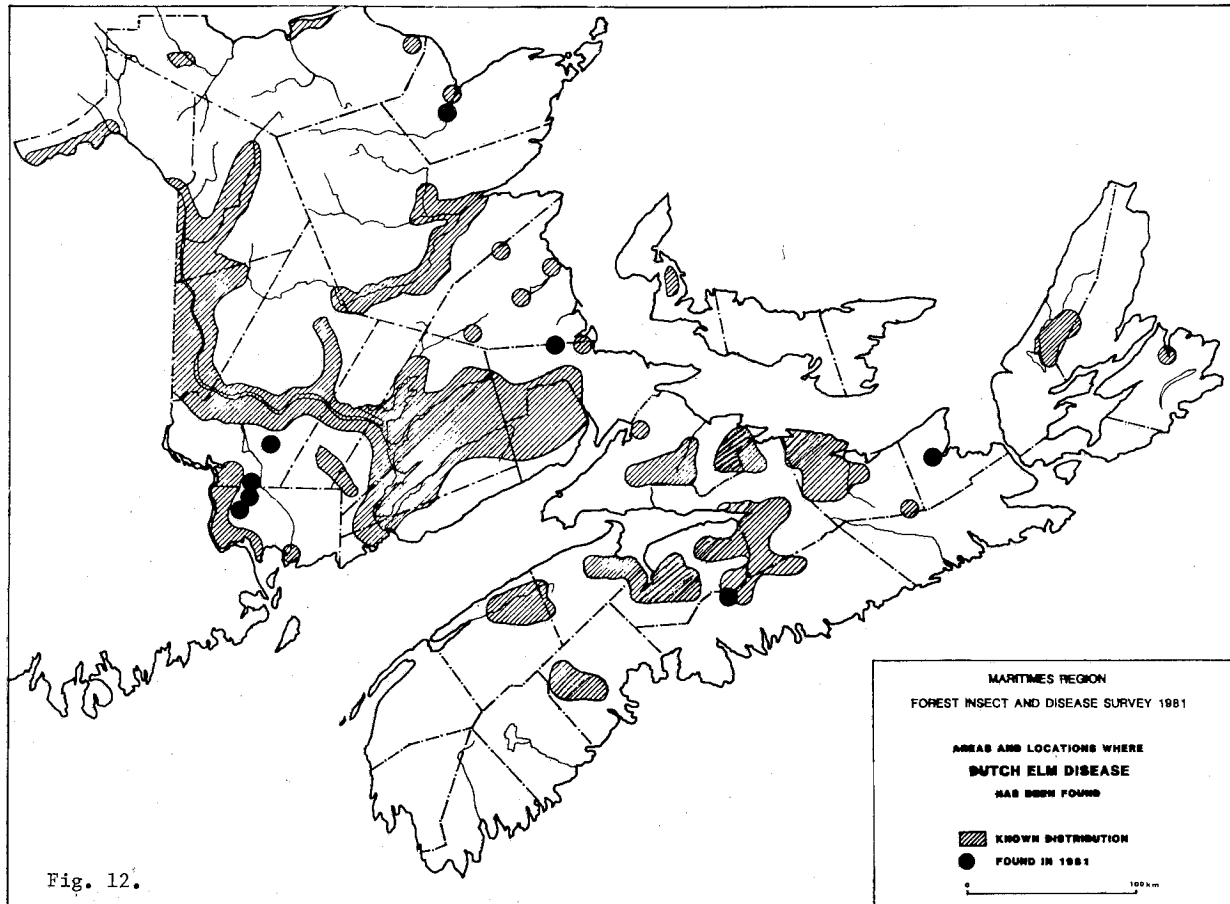 MARITIMES REGION
FOREST INSECT AND DISEASE SURVEY 1981
AREAS AND LOCATIONS WHERE
DUTCH ELM DISEASE
HAS BEEN FOUND
KNOWN DISTRIBUTION
FOUND IN 1981
0 100 km
Fig. 12.